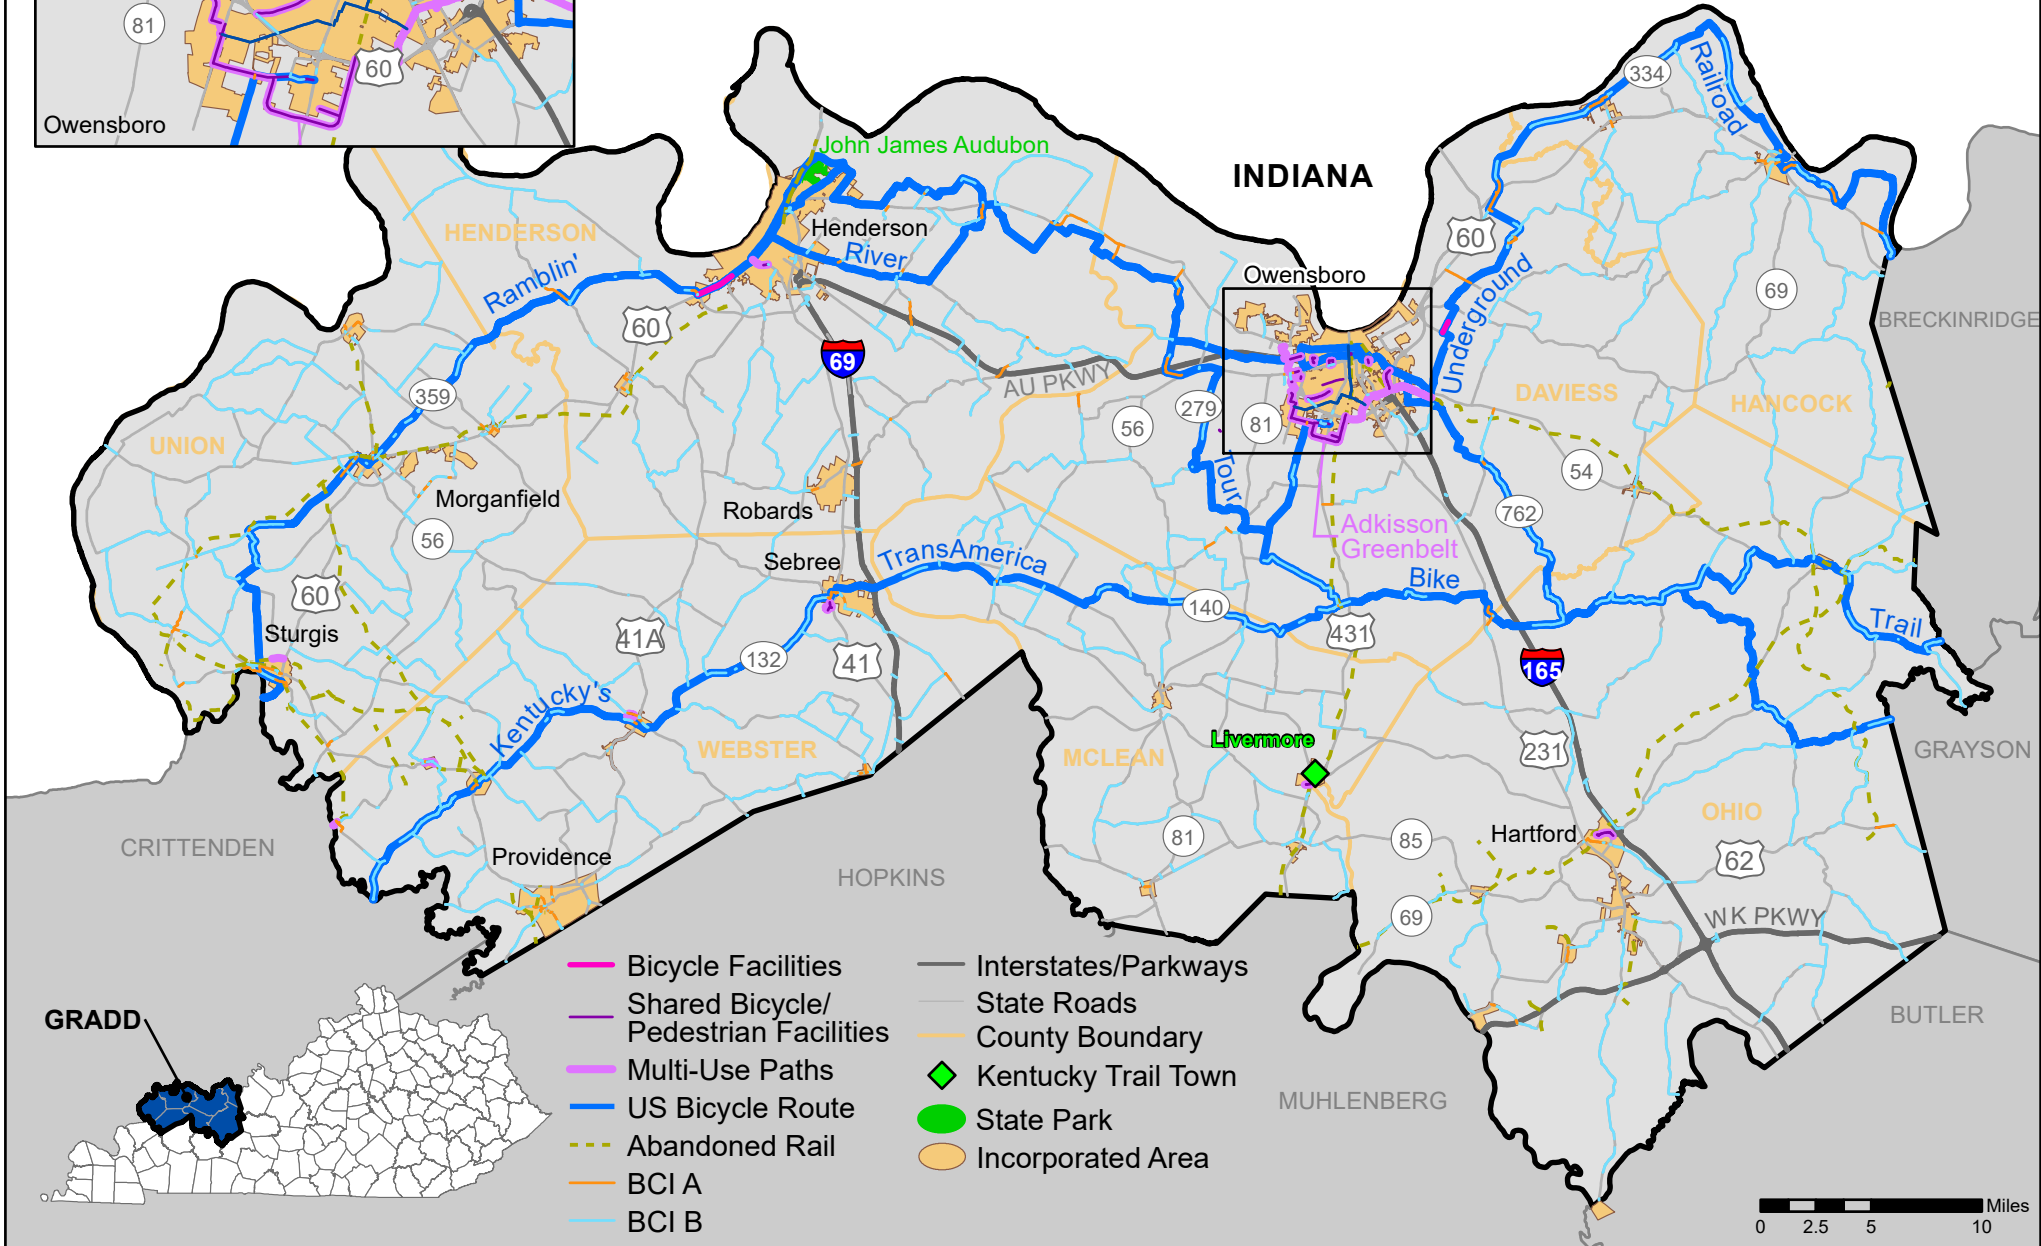 81
60
Owensboro
John James Audubon
INDIANA
334
Railroad
HENDERSON
Henderson
River
Ramblin'
60
Owensboro
60
Underground
69
BRECKINRIDGE
69
359
AU PKWY
279
56
81
DAVIESS
HANCOCK
UNION
Morganfield
Robards
Tour
54
762
56
Adkisson
Greenbelt
Sebree
TransAmerica
Bike
60
140
Sturgis
41A
132
41
431
165
Trail
Kentucky's
WEBSTER
Livermore
MCLEAN
231
GRAYSON
OHIO
CRITTENDEN
Providence
HOPKINS
81
85
Hartford
62
69
WK PKWY
BUTLER
MUHLENBERG
GRADD
Bicycle Facilities
Shared Bicycle/
Pedestrian Facilities
Multi-Use Paths
US Bicycle Route
Abandoned Rail
BCI A
BCI B
Interstates/Parkways
State Roads
County Boundary
Kentucky Trail Town
State Park
Incorporated Area
Miles
0 2.5 5 10